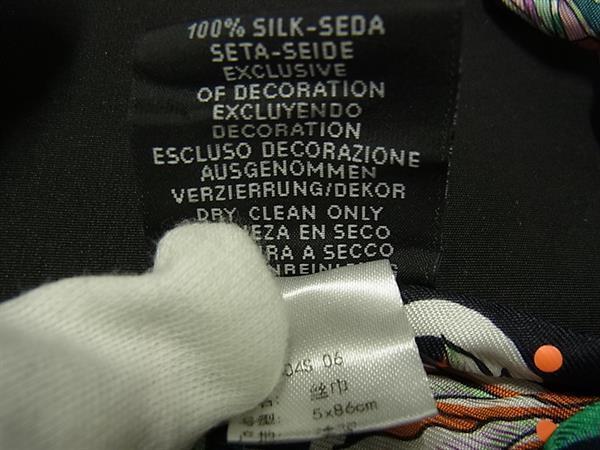 100% SILK-SEDA
SETA-SEIDE
EXCLUSIVE
OF DECORATION
EXCLUYENDO
DECORATION
ESCLUSO DECORAZIONE
AUSGENOMMEN
VERZIERRUNG/DEKOR
DRY CLEAN ONLY
EZA EN SECO
RA A SECCO
04S 06
丝巾
5x86cm